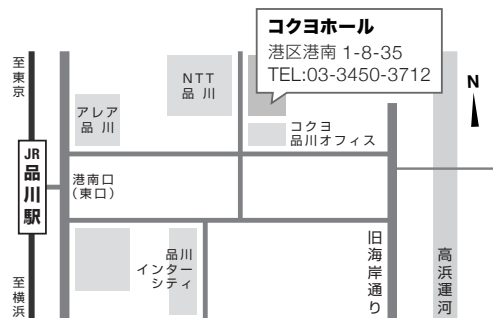 コクヨホール
港区港南 1-8-35
TEL:03-3450-3712
至東京
NTT
品川
アレア
品川
コクヨ
品川オフィス
N
JR
品川駅
港南口
（東口）
品川
インター
シティ
旧海岸通り
高浜運河
至横浜